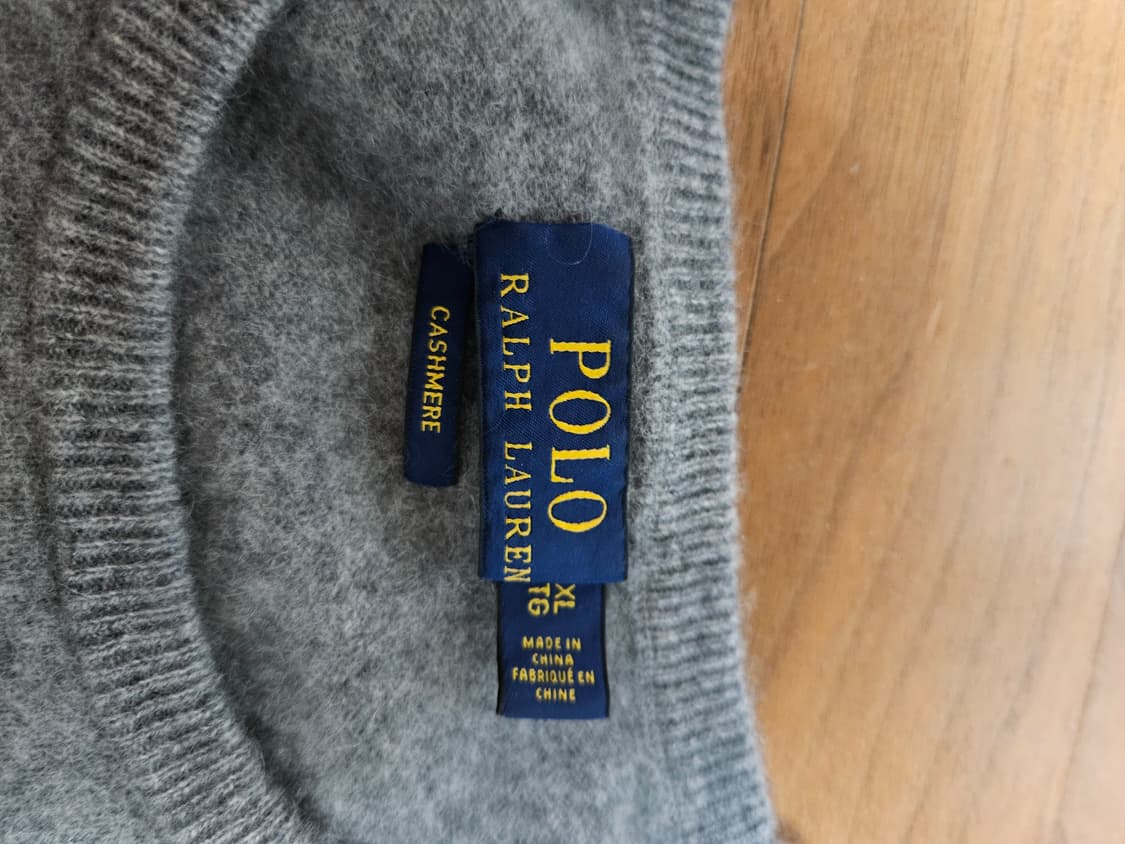 POLO
RALPH LAUREN
CASHMERE
XL
TG
MADE IN
CHINA
FABRIQUÉ EN
CHINE